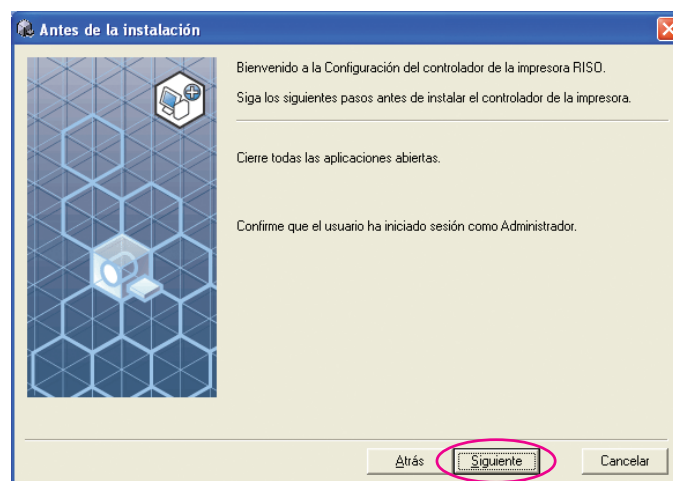 Antes de la instalación
Bienvenido a la Configuración del controlador de la impresora RISO.
Siga los siguientes pasos antes de instalar el controlador de la impresora.
Cierre todas las aplicaciones abiertas.
Confirme que el usuario ha iniciado sesión como Administrador.
Atrás
Siguiente
Cancelar